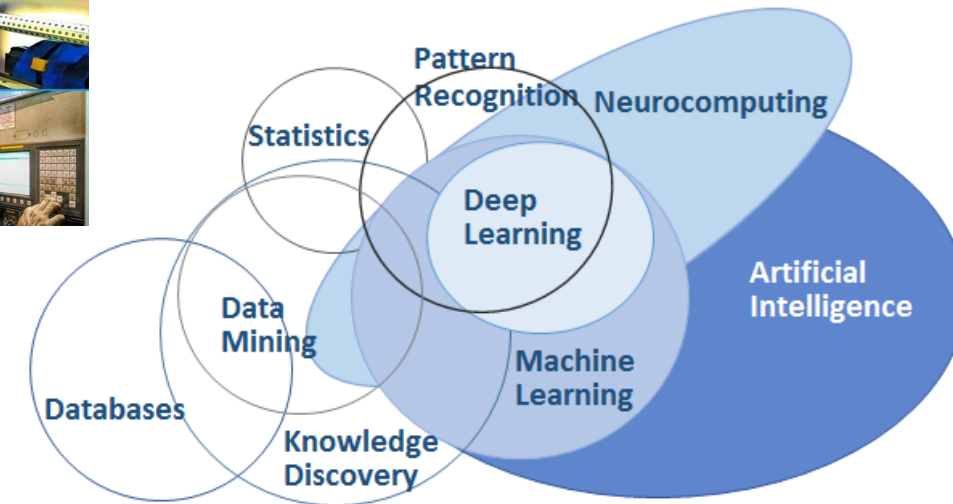 Pattern
Recognition
Neurocomputing
Statistics
Deep
Learning
Artificial
Intelligence
Data
Mining
Machine
Learning
Databases
Knowledge
Discovery